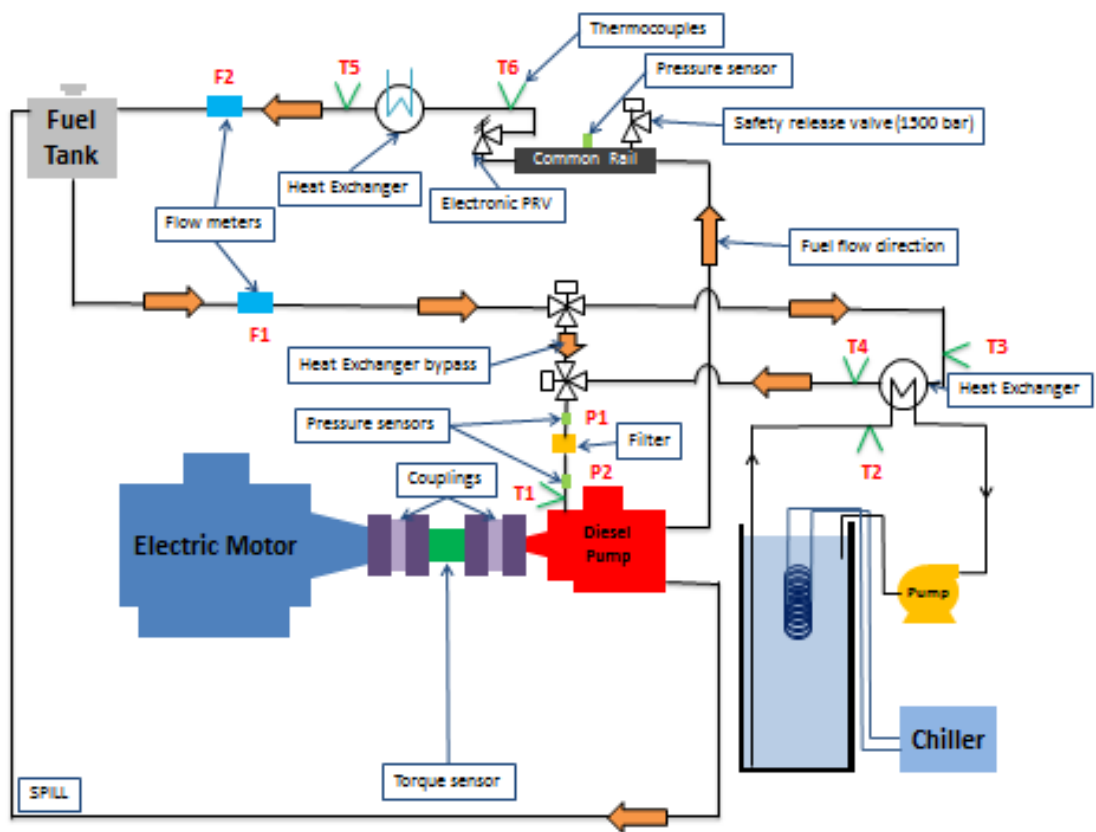 Thermocouples
F2
T5
T6
Pressure sensor
Fuel
Tank
Safety release valve (1500 bar)
Common Rail
Heat Exchanger
Electronic PRV
Flow meters
Fuel flow direction
F1
Heat Exchanger bypass
T4
T3
Heat Exchanger
Pressure sensors
P1
Filter
T2
Couplings
P2
T1
Electric Motor
Diesel
Pump
Pump
Chiller
Torque sensor
SPILL